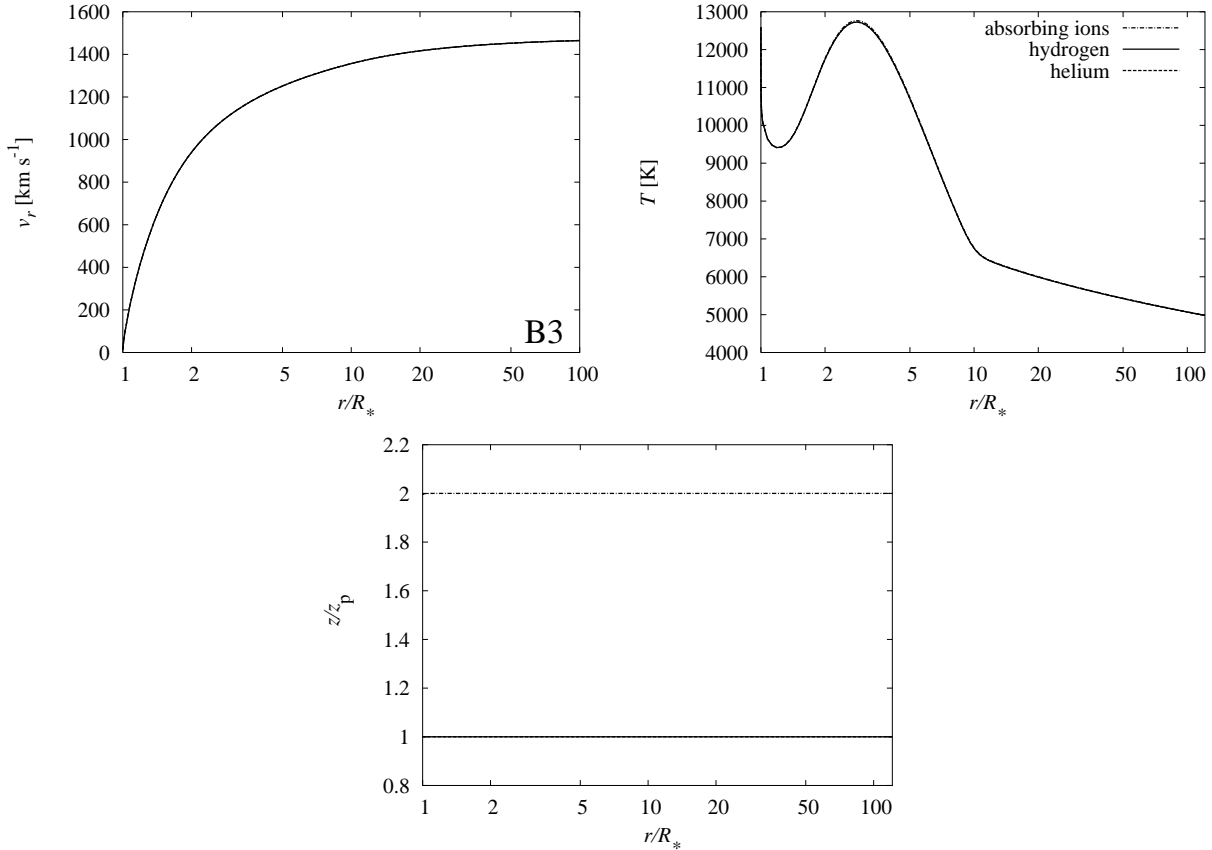 1600
1400
1200
1000
800
600
400
200
0
v_r [km s^-1]
B3
1 2 5 10 20 50 100
r/R_*
13000
12000
11000
10000
9000
8000
7000
6000
5000
4000
T [K]
absorbing ions
hydrogen
helium
1 2 5 10 20 50 100
r/R_*
2.2
2
1.8
1.6
1.4
1.2
1
0.8
z/z_p
1 2 5 10 20 50 100
r/R_*